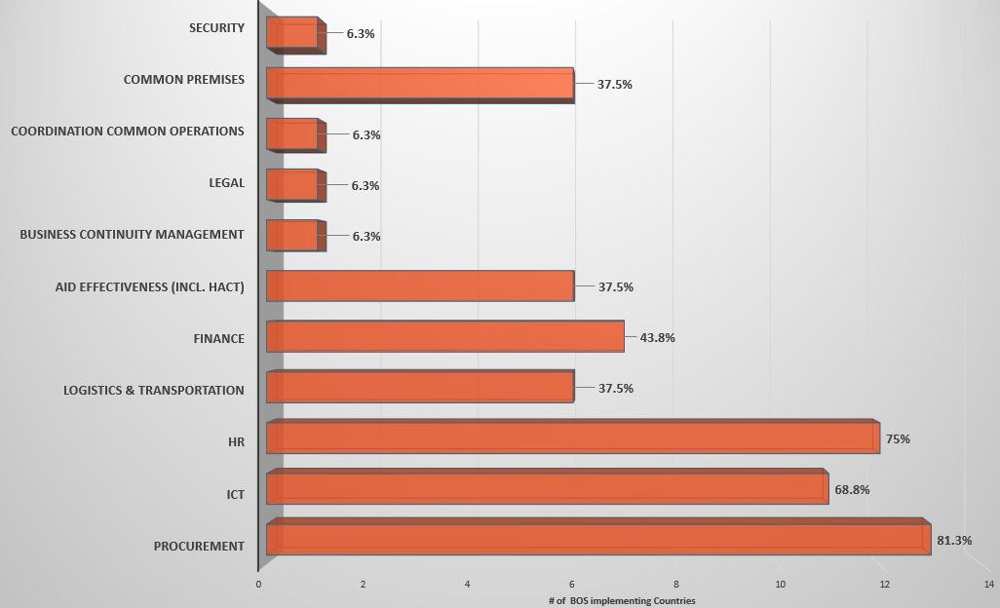 SECURITY
6.3%
COMMON PREMISES
37.5%
COORDINATION COMMON OPERATIONS
6.3%
LEGAL
6.3%
BUSINESS CONTINUITY MANAGEMENT
6.3%
AID EFFECTIVENESS (INCL. HACT)
37.5%
FINANCE
43.8%
LOGISTICS & TRANSPORTATION
37.5%
HR
75%
ICT
68.8%
PROCUREMENT
81.3%
0 2 4 6 8 10 12 14
# of BOS implementing Countries